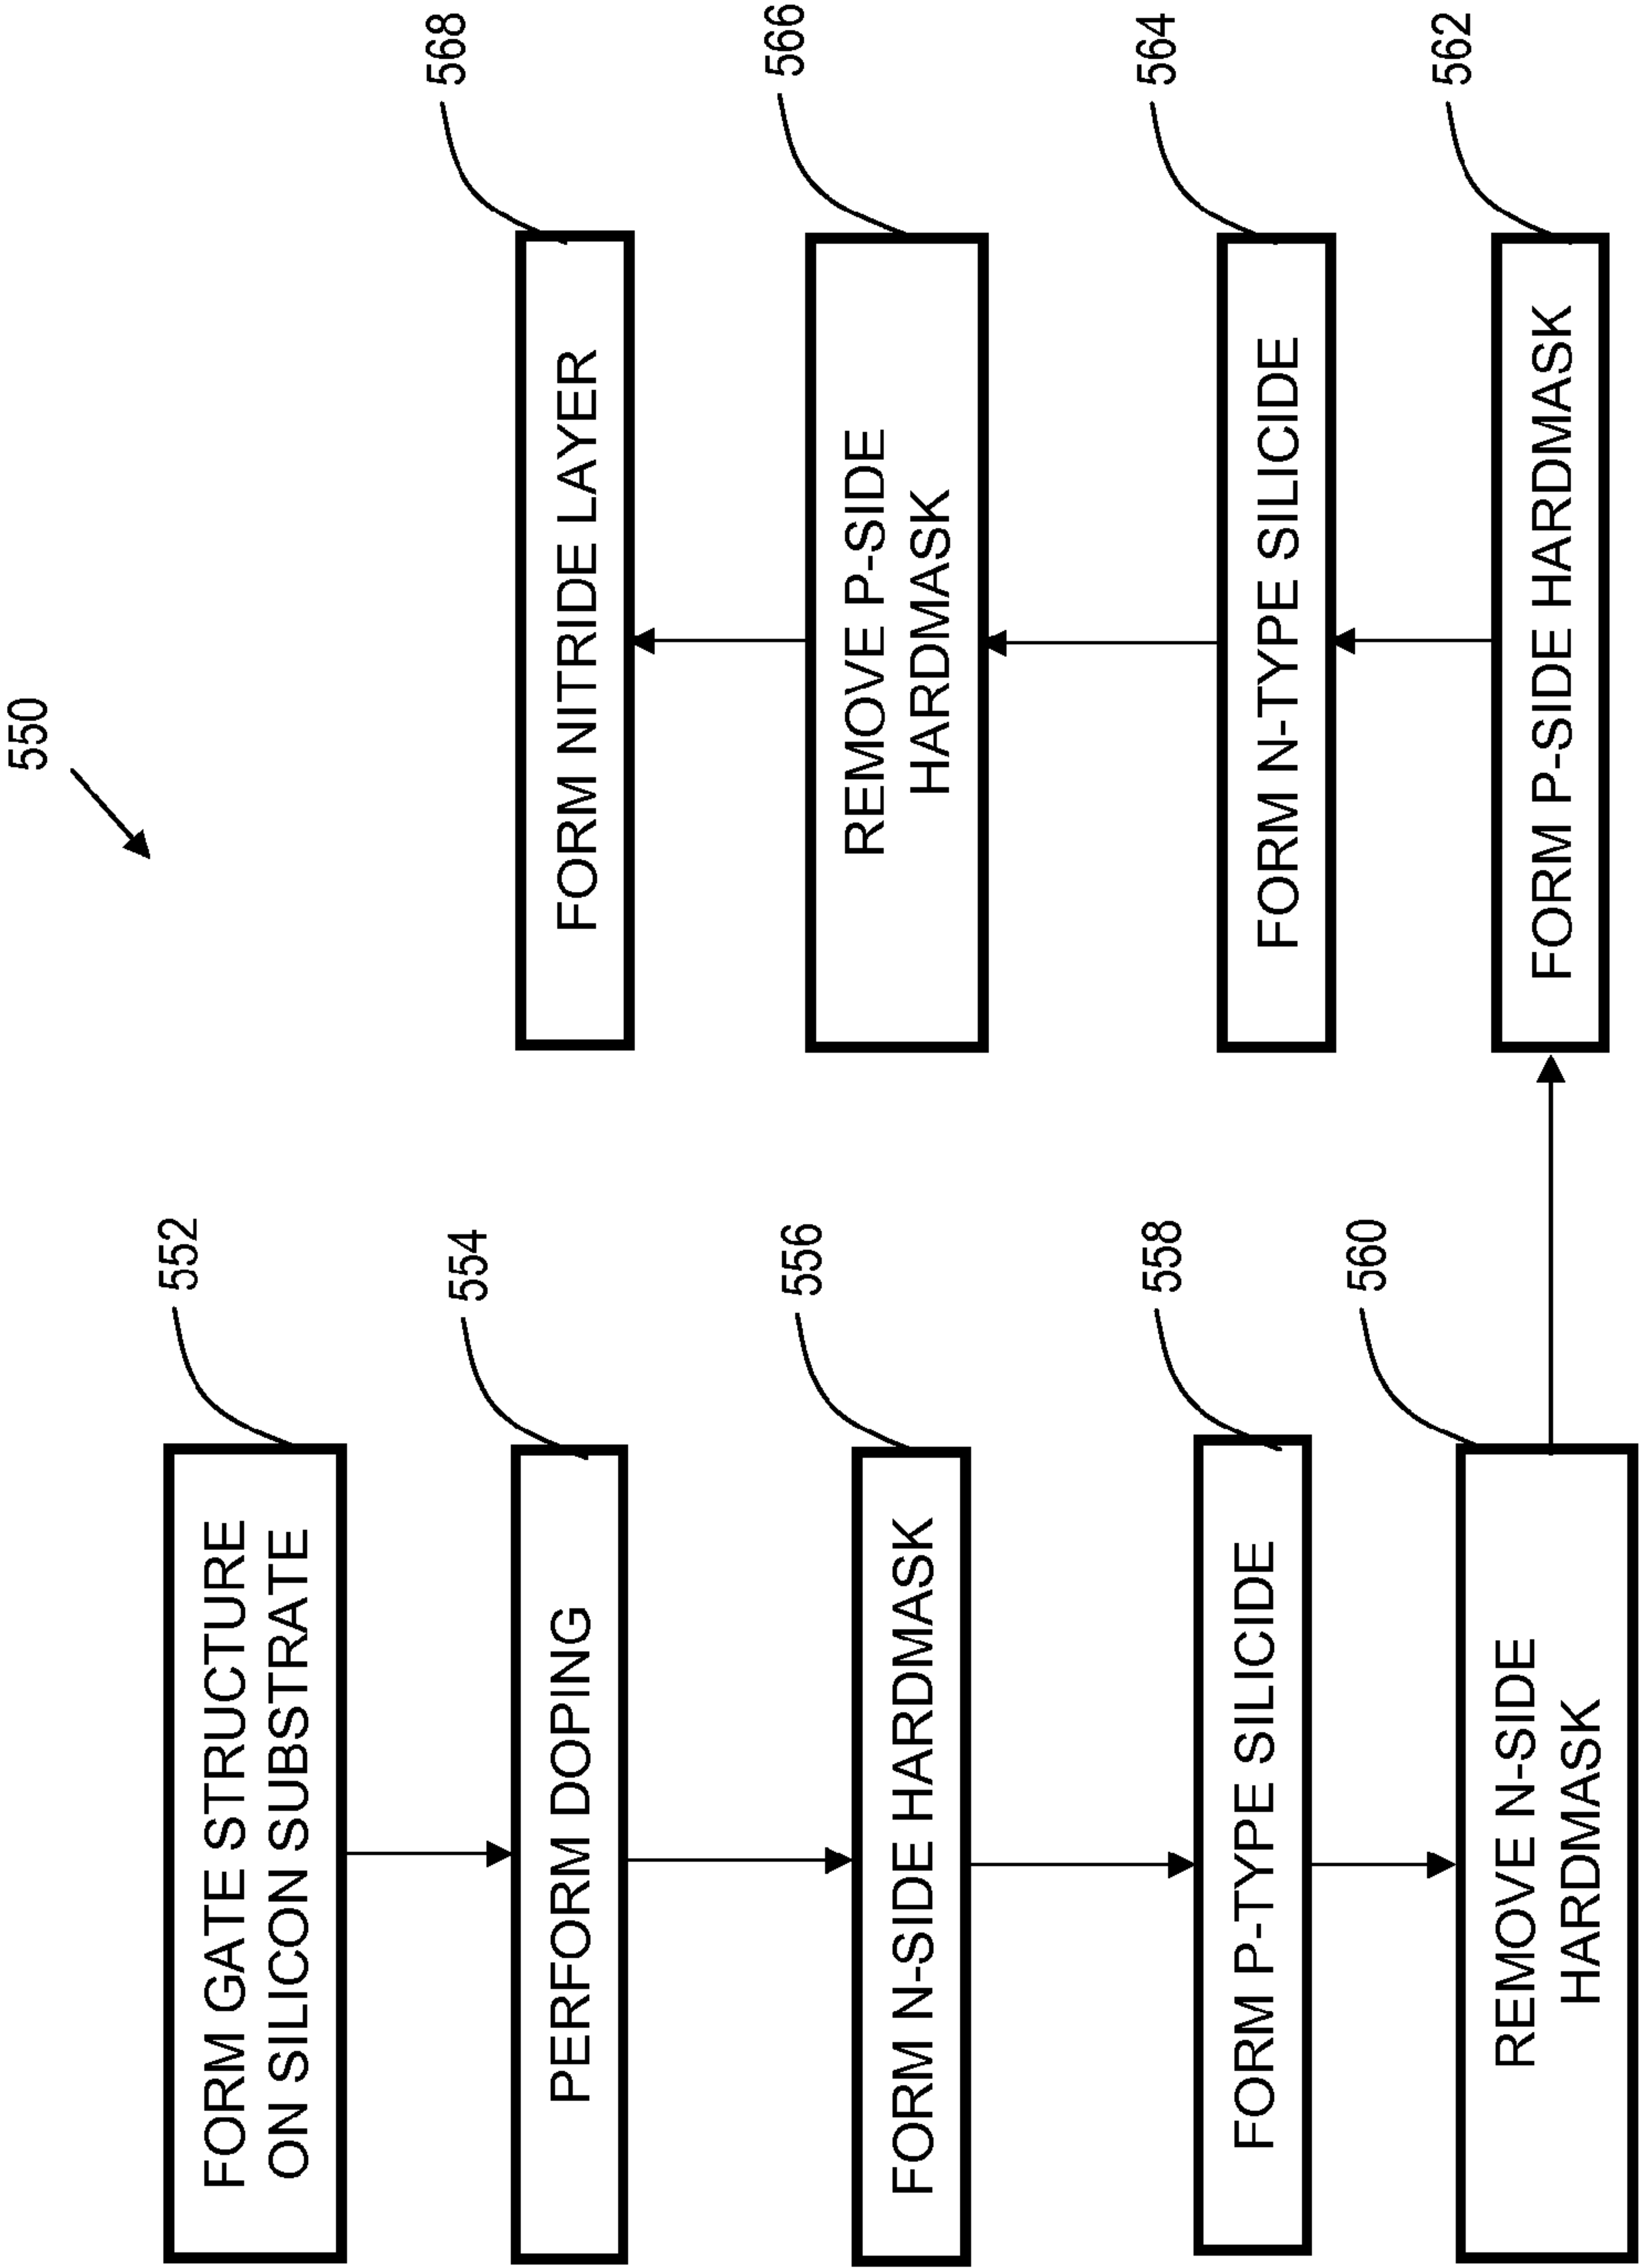 550
552
FORM GATE STRUCTURE
ON SILICON SUBSTRATE
554
PERFORM DOPING
556
FORM N-SIDE HARDMASK
558
FORM P-TYPE SILICIDE
560
REMOVE N-SIDE
HARDMASK
562
FORM P-SIDE HARDMASK
564
FORM N-TYPE SILICIDE
566
REMOVE P-SIDE
HARDMASK
568
FORM NITRIDE LAYER